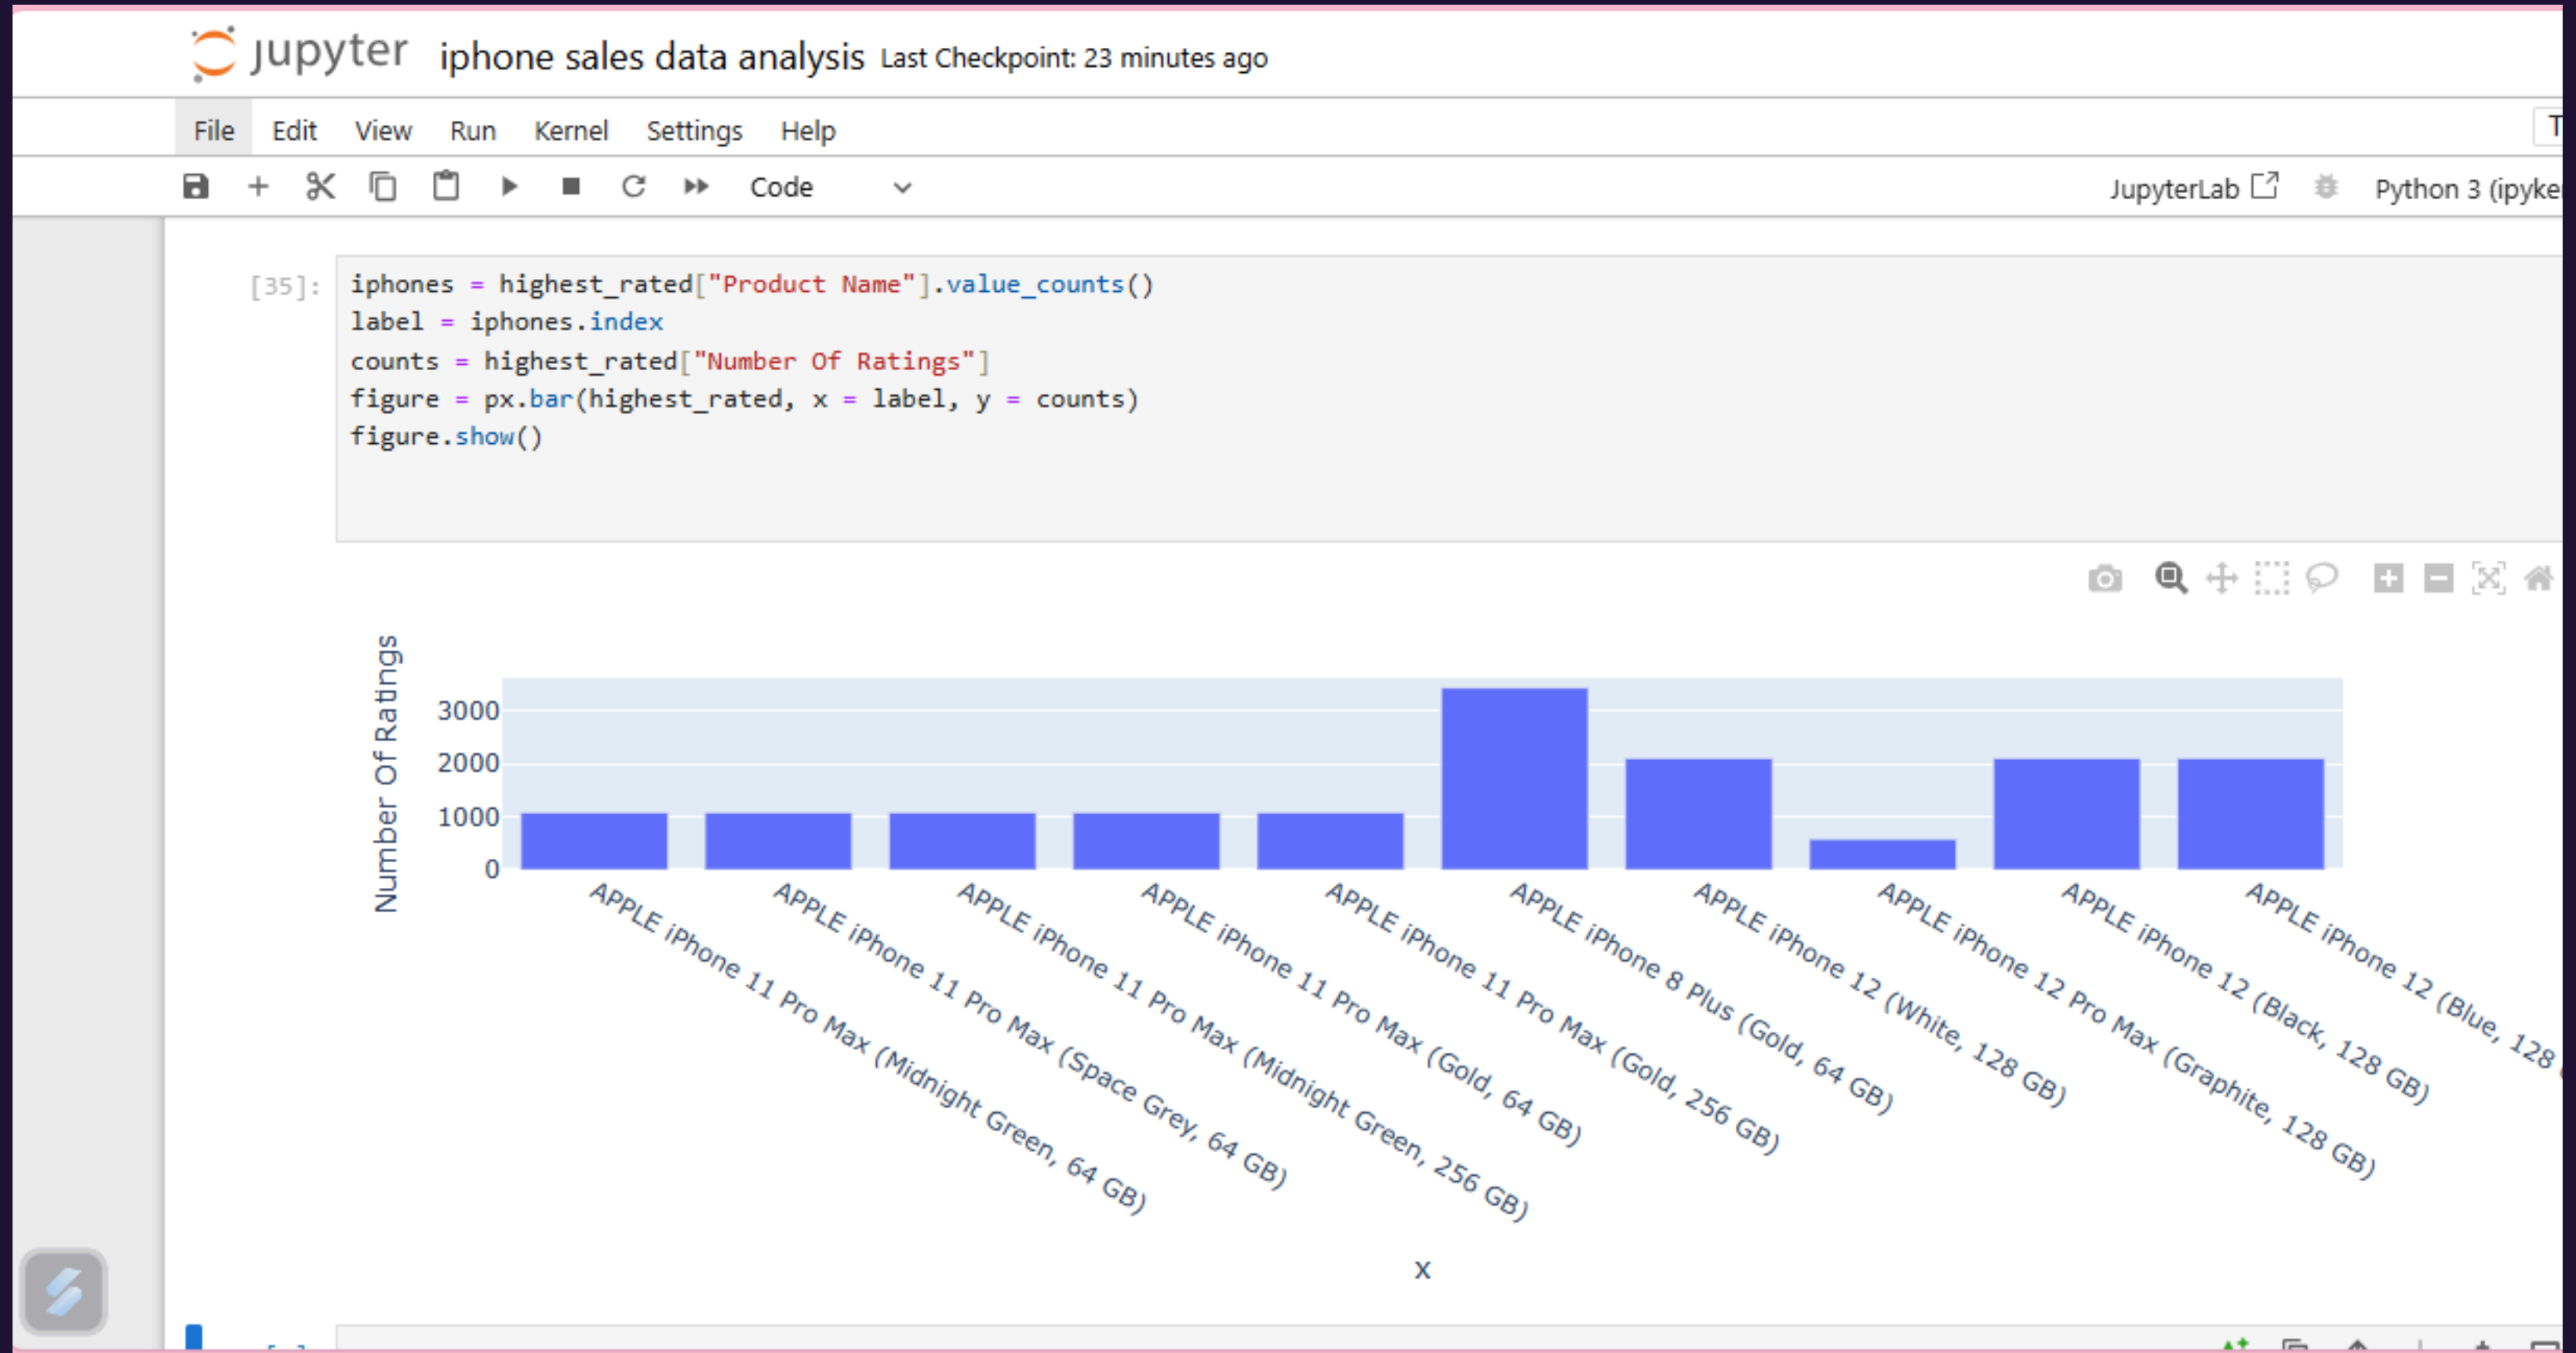 jupyter iphone sales data analysis Last Checkpoint: 23 minutes ago
File Edit View Run Kernel Settings Help
Code JupyterLab Python 3
[35]:
iphones = highest_rated["Product Name"].value_counts()
label = iphones.index
counts = highest_rated["Number Of Ratings"]
figure = px.bar(highest_rated, x = label, y = counts)
figure.show()
Number Of Ratings
3000
2000
1000
0
APPLE iPhone 11 Pro Max (Midnight Green, 64 GB)
APPLE iPhone 11 Pro Max (Space Grey, 64 GB)
APPLE iPhone 11 Pro Max (Midnight Green, 256 GB)
APPLE iPhone 11 Pro Max (Gold, 64 GB)
APPLE iPhone 11 Pro Max (Gold, 256 GB)
APPLE iPhone 8 Plus (Gold, 64 GB)
APPLE iPhone 12 (White, 128 GB)
APPLE iPhone 12 Pro Max (Graphite, 128 GB)
APPLE iPhone 12 (Black, 128 GB)
APPLE iPhone 12 (Blue, 128
x